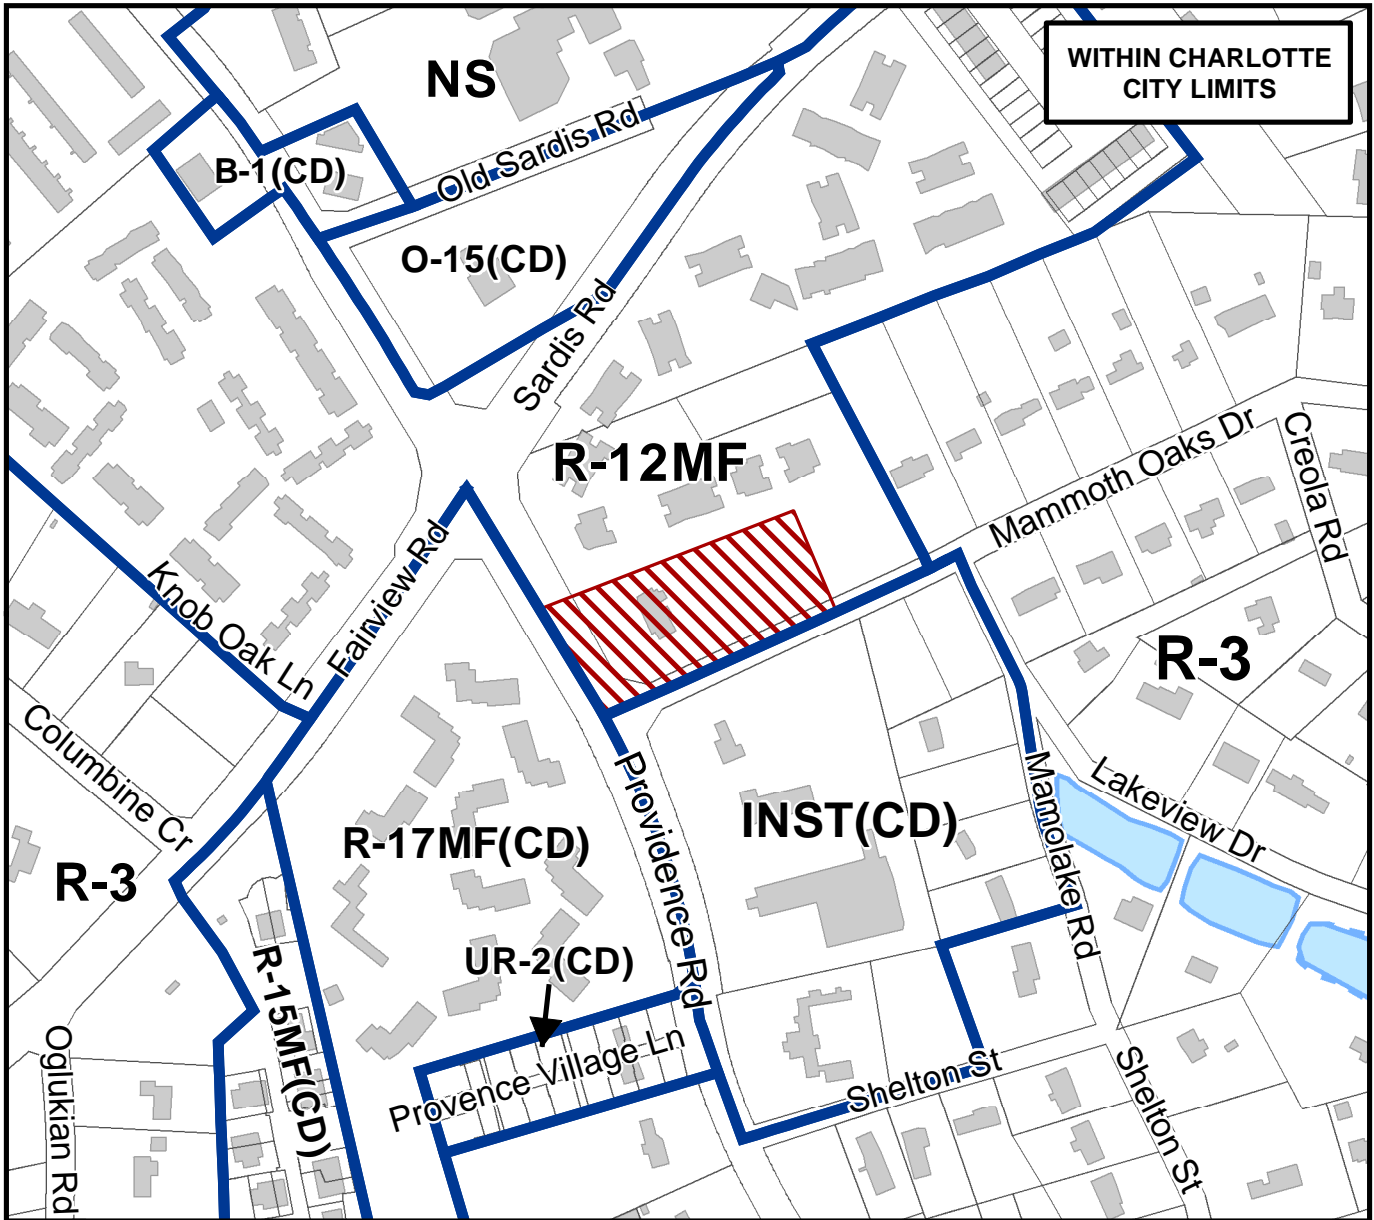 WITHIN CHARLOTTE
CITY LIMITS
NS
B-1(CD)
Old Sardis Rd
O-15(CD)
Sardis Rd
R-12MF
Mammoth Oaks Dr
Creola Rd
Fairview Rd
Knob Oak Ln
R-3
Columbine Cr
Providence Rd
Mamolake Rd
Lakeview Dr
INST(CD)
R-17MF(CD)
R-3
UR-2(CD)
R-15MF(CD)
Provence Village Ln
Shelton St
Oglukian Rd
Shelton St